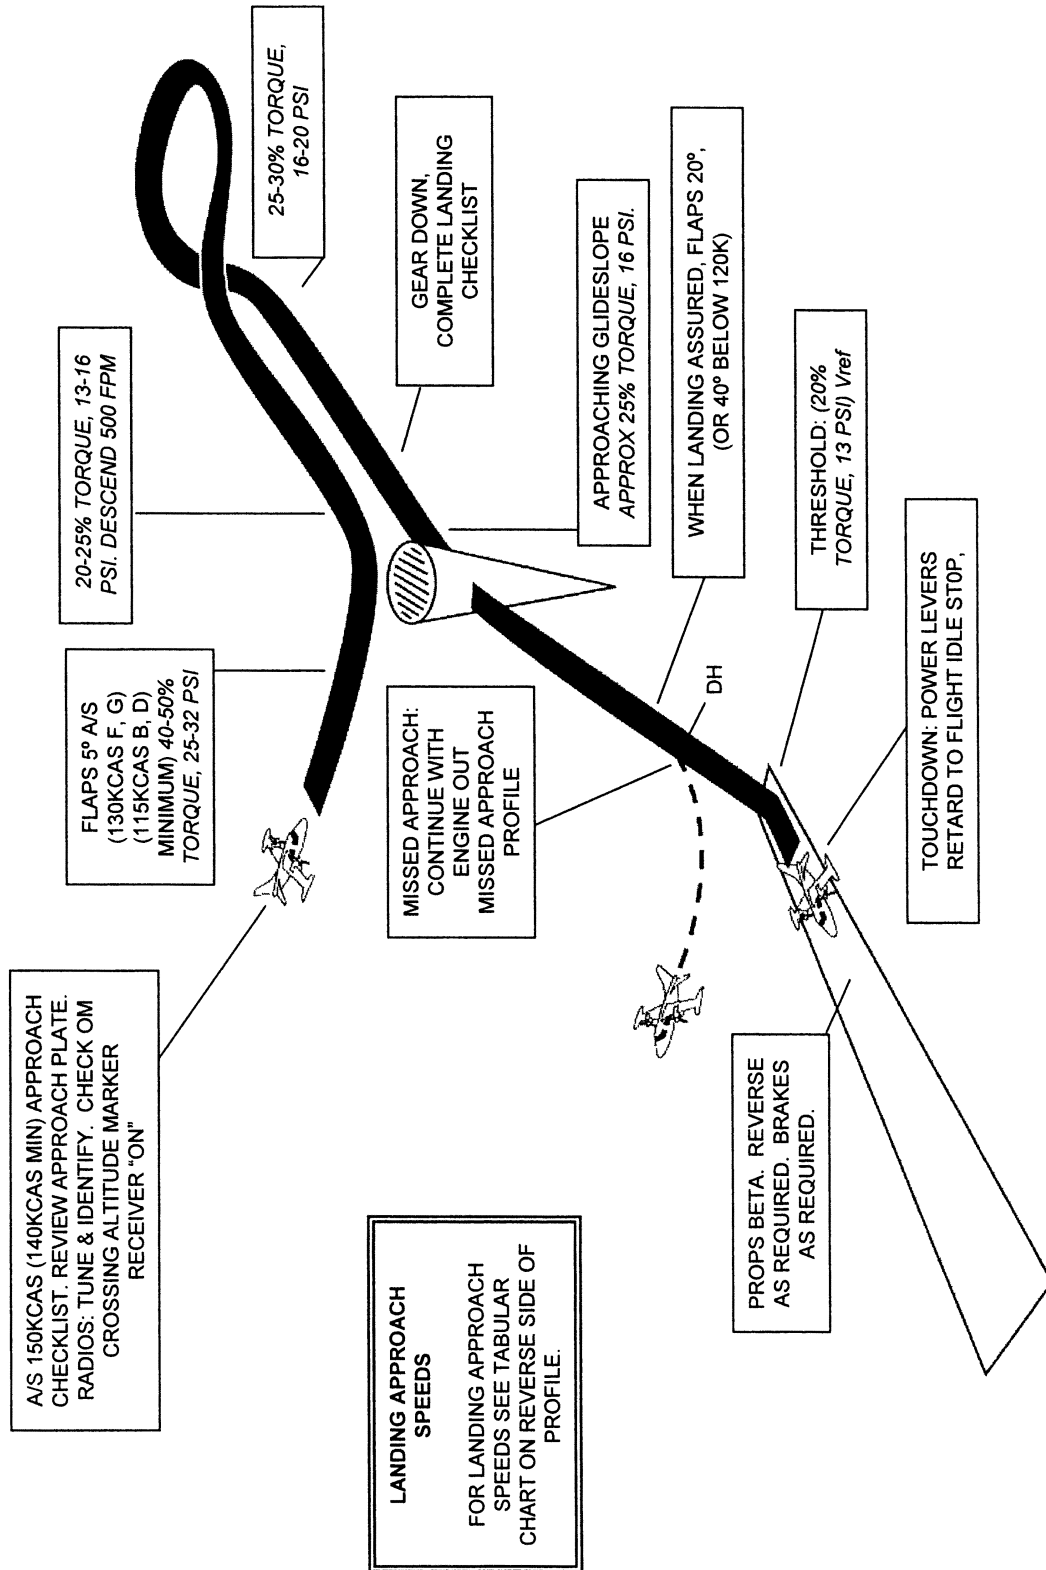 A/S 150KCAS (140KCAS MIN) APPROACH
CHECKLIST. REVIEW APPROACH PLATE.
RADIOS: TUNE & IDENTIFY. CHECK OM
CROSSING ALTITUDE MARKER
RECEIVER “ON”
FLAPS 5º A/S
(130KCAS F, G)
(115KCAS B, D)
MINIMUM) 40-50%
TORQUE, 25-32 PSI
20-25% TORQUE, 13-16
PSI. DESCEND 500 FPM
25-30% TORQUE,
16-20 PSI
GEAR DOWN,
COMPLETE LANDING
CHECKLIST
APPROACHING GLIDESLOPE
APPROX 25% TORQUE, 16 PSI.
WHEN LANDING ASSURED, FLAPS 20º,
(OR 40º BELOW 120K)
MISSED APPROACH:
CONTINUE WITH
ENGINE OUT
MISSED APPROACH
PROFILE
DH
THRESHOLD: (20%
TORQUE, 13 PSI) Vref
TOUCHDOWN: POWER LEVERS
RETARD TO FLIGHT IDLE ST0P,
PROPS BETA. REVERSE
AS REQUIRED. BRAKES
AS REQUIRED.
LANDING APPROACH
SPEEDS
FOR LANDING APPROACH
SPEEDS SEE TABULAR
CHART ON REVERSE SIDE OF
PROFILE.